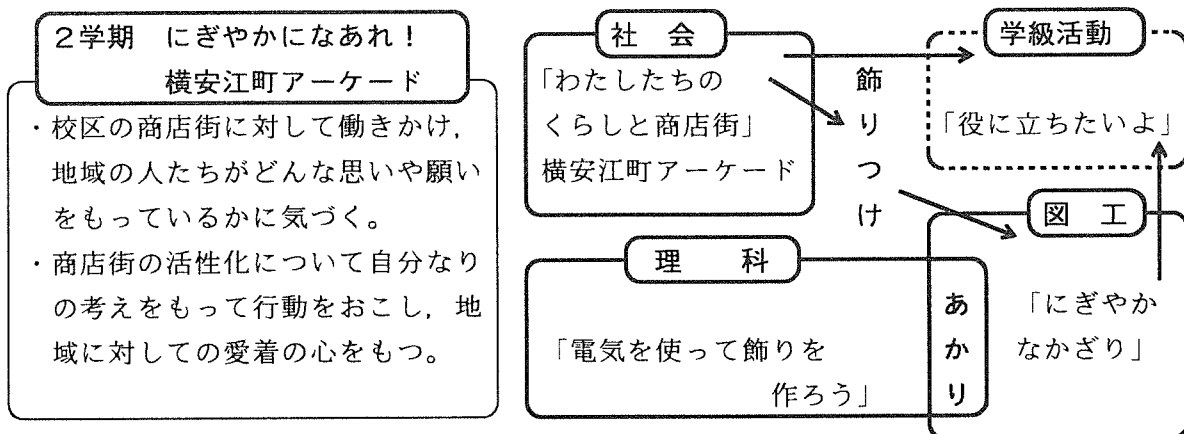 2学期 にぎやかになあれ!
横安江町アーケード
・校区の商店街に対して働きかけ,
地域の人たちがどんな思いや願い
をもっているかに気づく。
・商店街の活性化について自分なり
の考えをもって行動をおこし,地
域に対しての愛着の心をもつ。
社 会
「わたしたちの
くらしと商店街」
横安江町アーケード
飾りつけ
学級活動
「役に立ちたいよ」
理 科
「電気を使って飾りを
作ろう」
あかり
図 工
「にぎやか
なかざり」